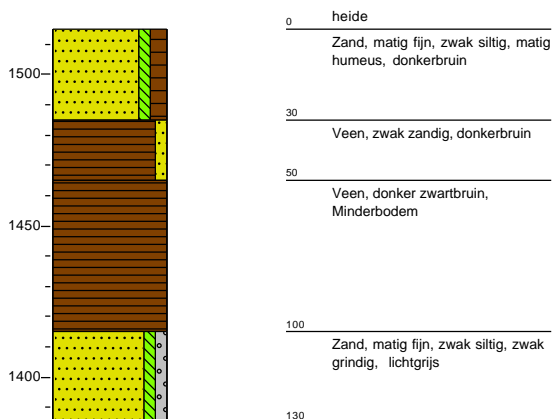 0
heide
Zand, matig fijn, zwak siltig, matig
humeus, donkerbruin
1500
30
Veen, zwak zandig, donkerbruin
50
Veen, donker zwartbruin,
Minderbodem
1450
100
Zand, matig fijn, zwak siltig, zwak
grindig, lichtgrijs
1400
130